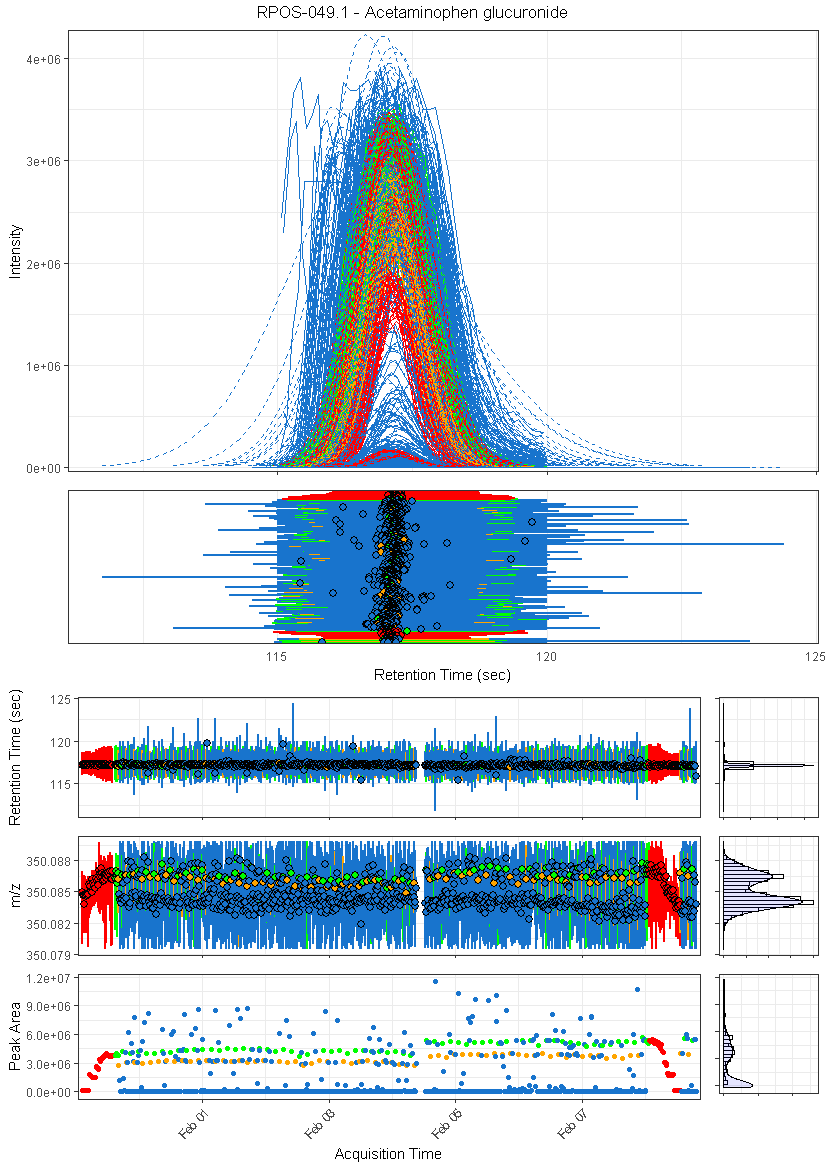 RPOS-049.1 - Acetaminophen glucuronide
4e+06
3e+06
2e+06
1e+06
0e+00
Intensity
115
120
125
Retention Time (sec)
125
120
115
Retention Time (sec)
350.088
350.085
350.082
350.079
m/z
1.2e+07
9.0e+06
6.0e+06
3.0e+06
0.0e+00
Peak Area
Feb 01
Feb 03
Feb 05
Feb 07
Acquisition Time